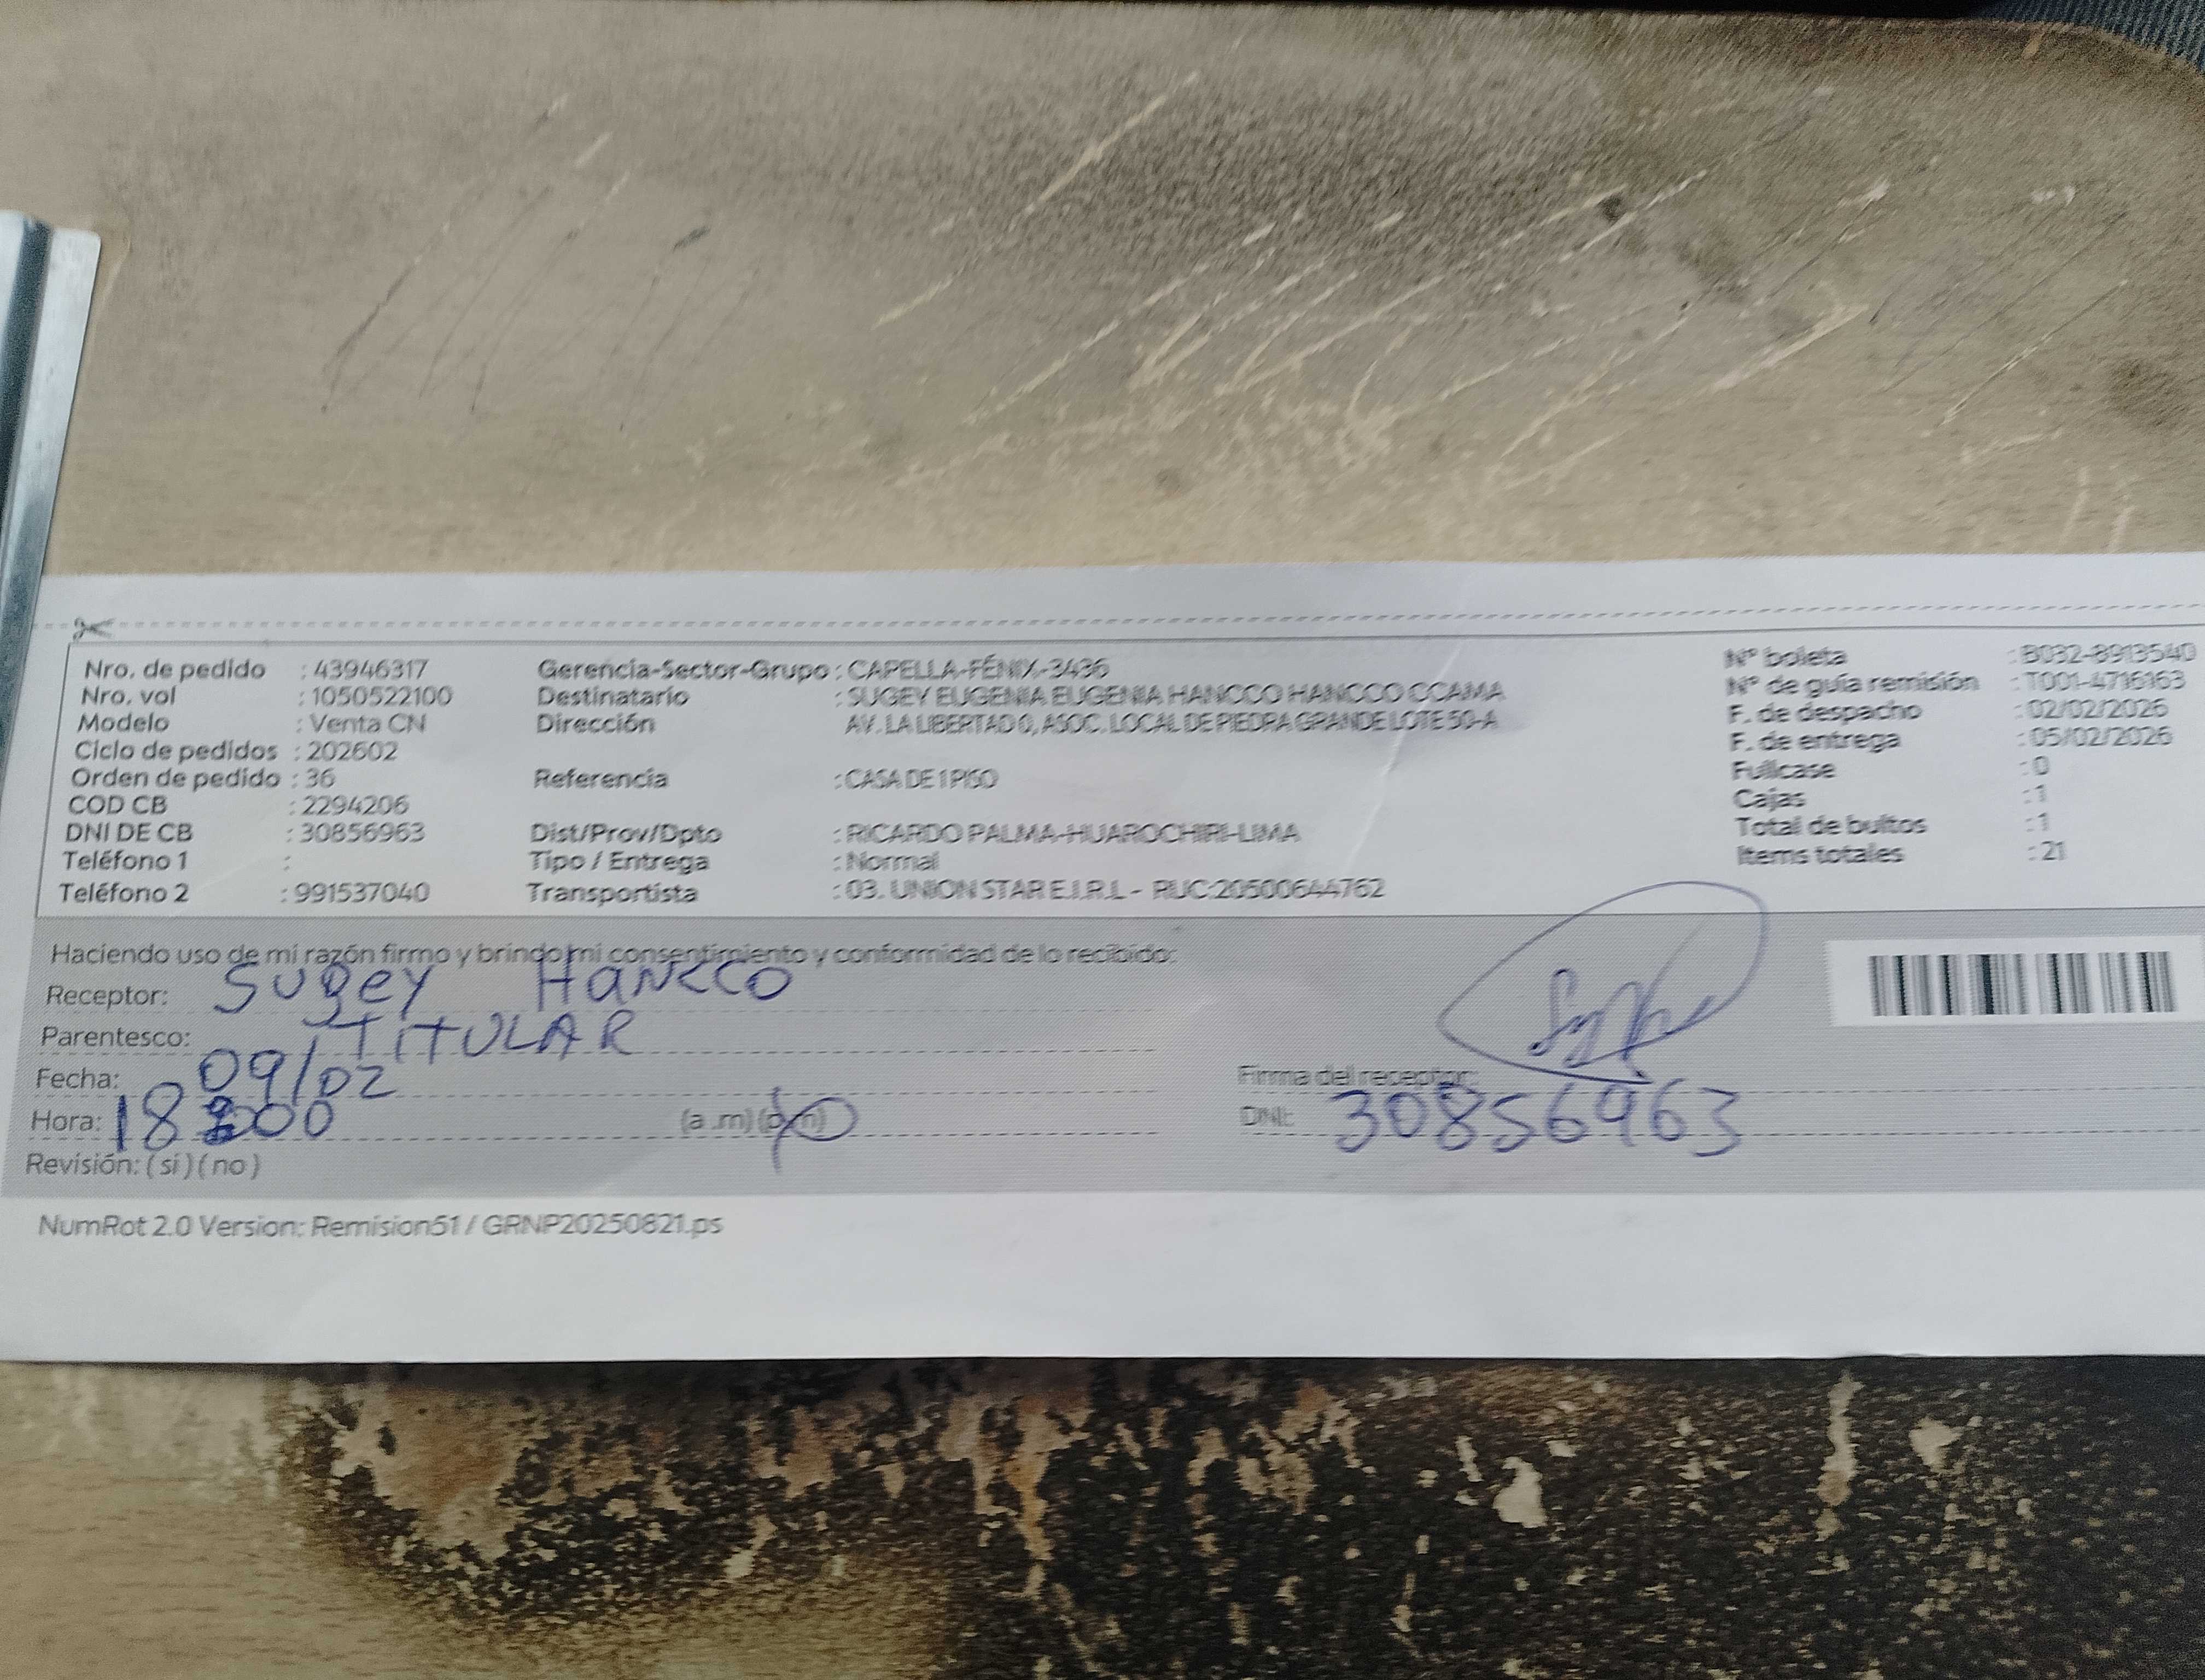 Nro. de pedido : 43946317
Nro. vol : 1050522100
Modelo : Venta CN
Ciclo de pedidos : 202602
Orden de pedido : 36
COD CB : 2294206
DNI DE CB : 30856963
Teléfono 1 :
Teléfono 2 : 991537040
Gerencia-Sector-Grupo : CAPELLA-FÉNIX-3496
Destinatario : SUGEY EUGENIA EUGENIA HANCCO HANCCO CCAMA
Dirección AV. LA LIBERTAD 0, ASOC. LOCAL DE PIEDRA GRANDE LOTE 50-A
Referencia : CASA DE 1 PISO
Dist/Prov/Dpto : RICARDO PALMA-HUAROCHIRI-LIMA
Tipo / Entrega : Normal
Transportista : 03. UNION STAR E.I.R.L - RUC:20500644762
N° boleta : B032-8913540
N° de guía remisión : T001-4716163
F. de despacho : 02/02/2026
F. de entrega : 05/02/2026
Fullcase : 0
Cajas : 1
Total de bultos : 1
Items totales : 21
Haciendo uso de mi razón firmo y brindo mi consentimiento y conformidad de lo recibido:
Receptor: Sugey Hancco
Parentesco: TITULAR
Fecha: 09/02
Hora: 18 00 (a .m) (p.m)
Revisión: ( si ) ( no )
Firma del receptor:
DNI: 30856963
NumRot 2.0 Version: Remision51 / GRNP20250821.ps